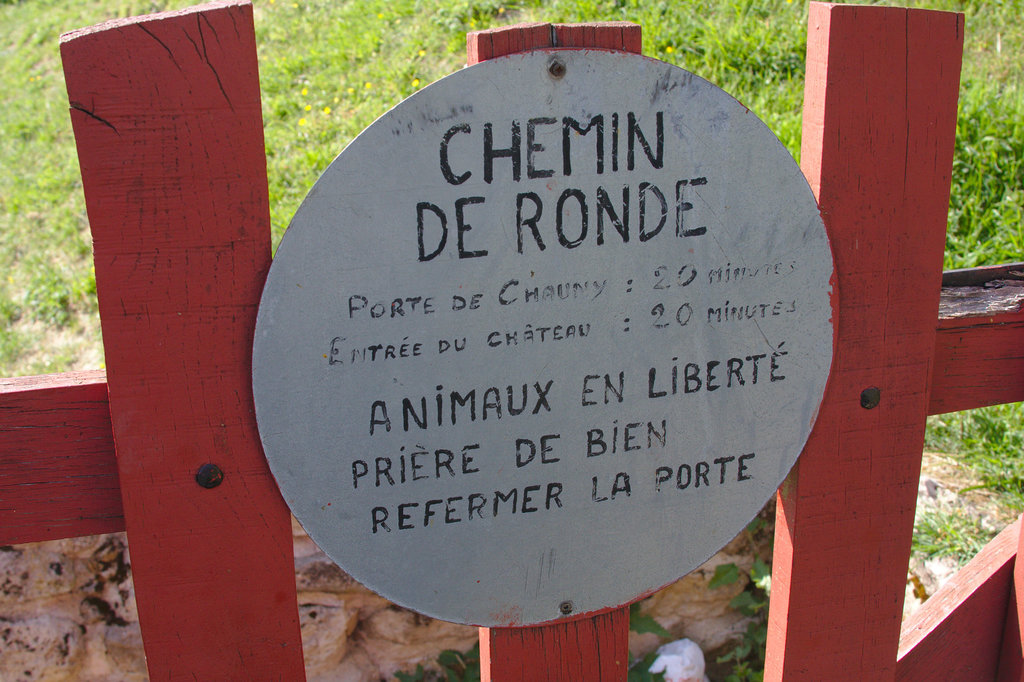 CHEMIN
DE RONDE
PORTE DE CHAUNY : 20 MINUTES
ENTRÉE DU CHÂTEAU : 20 MINUTES
ANIMAUX EN LIBERTÉ
PRIÈRE DE BIEN
REFERMER LA PORTE